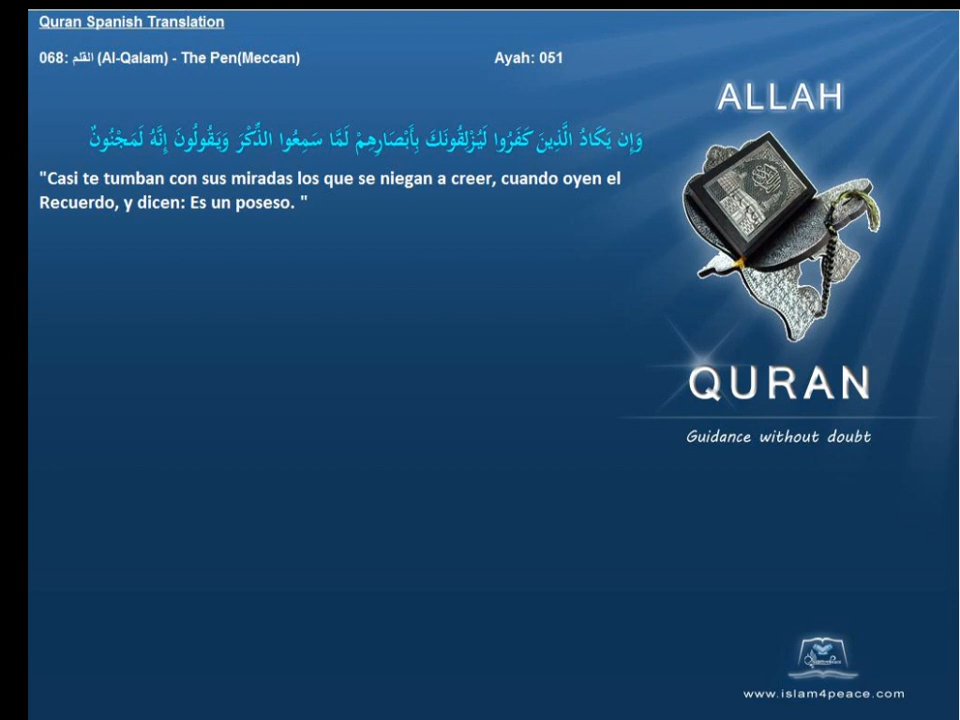 Quran Spanish Translation
068: القلم (Al-Qalam) - The Pen(Meccan) Ayah: 051
وَإِن يَكَادُ الَّذِينَ كَفَرُوا لَيُزْلِقُونَكَ بِأَبْصَارِهِمْ لَمَّا سَمِعُوا الذِّكْرَ وَيَقُولُونَ إِنَّهُ لَمَجْنُونٌ
"Casi te tumban con sus miradas los que se niegan a creer, cuando oyen el
Recuerdo, y dicen: Es un poseso. "
ALLAH
QURAN
Guidance without doubt
www.islam4peace.com